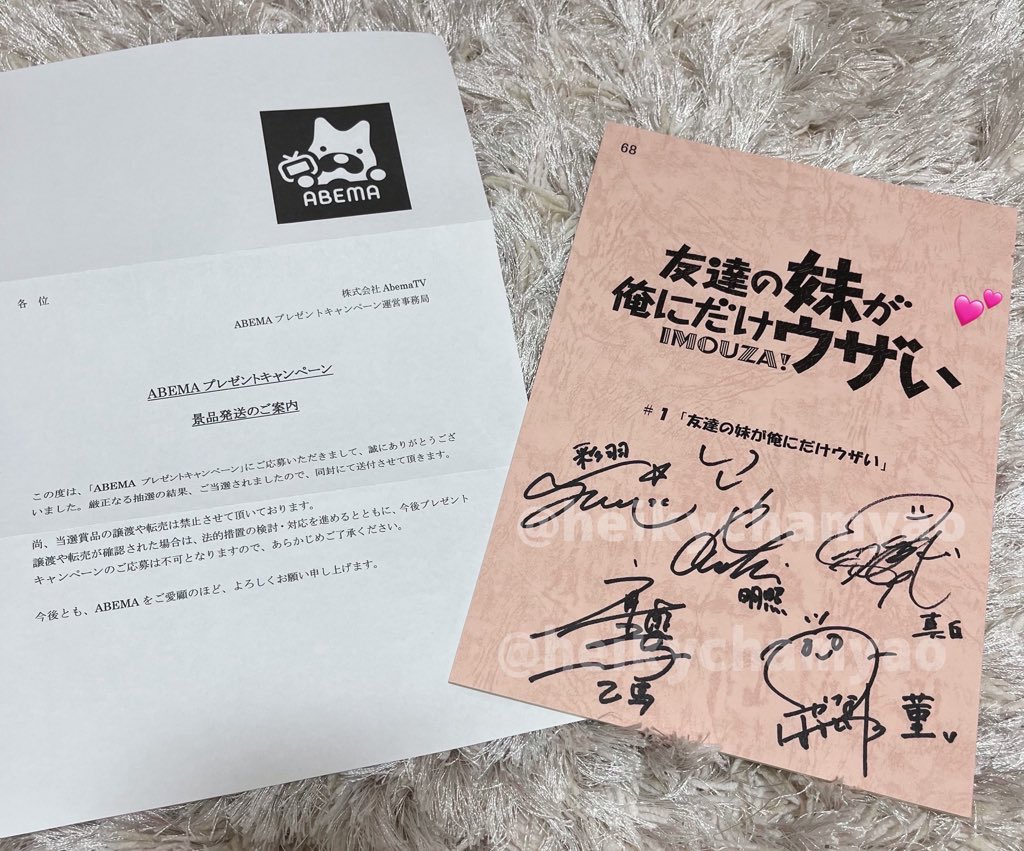 ABEMA
各 位
株式会社 AbemaTV
ABEMA プレゼントキャンペーン運営事務局
ABEMA プレゼントキャンペーン
景品発送のご案内
この度は、「ABEMA プレゼントキャンペーン」にご応募いただきまして、誠にありがとうござ
いました。厳正なる抽選の結果、ご当選されましたので、同封にて送付させて頂きます。
尚、当選賞品の譲渡や転売は禁止させて頂いております。
譲渡や転売が確認された場合は、法的措置の検討・対応を進めるとともに、今後プレゼント
キャンペーンのご応募は不可となりますので、あらかじめご了承ください。
今後とも、ABEMA をご愛顧のほど、よろしくお願い申し上げます。
68
友達の妹が
俺にだけウザい
IMOUZA!
#1「友達の妹が俺にだけウザい」
彩羽
明照
真白
乙馬
菫
@heikychamyao
@heikychamyao